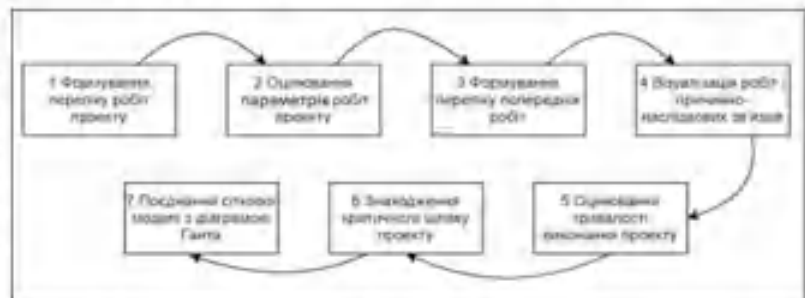 1 Формування
переліку робіт
проекту
2 Оцінювання
параметрів робіт
проекту
3 Формування
переліку попередніх
робіт
4 Візуалізація робіт і
причинно-
наслідкових зв'язків
5 Оцінювання
тривалості
виконання проекту
6 Знаходження
критичного шляху
проекту
7 Поєднання сіткової
моделі з діаграмою
Ганта